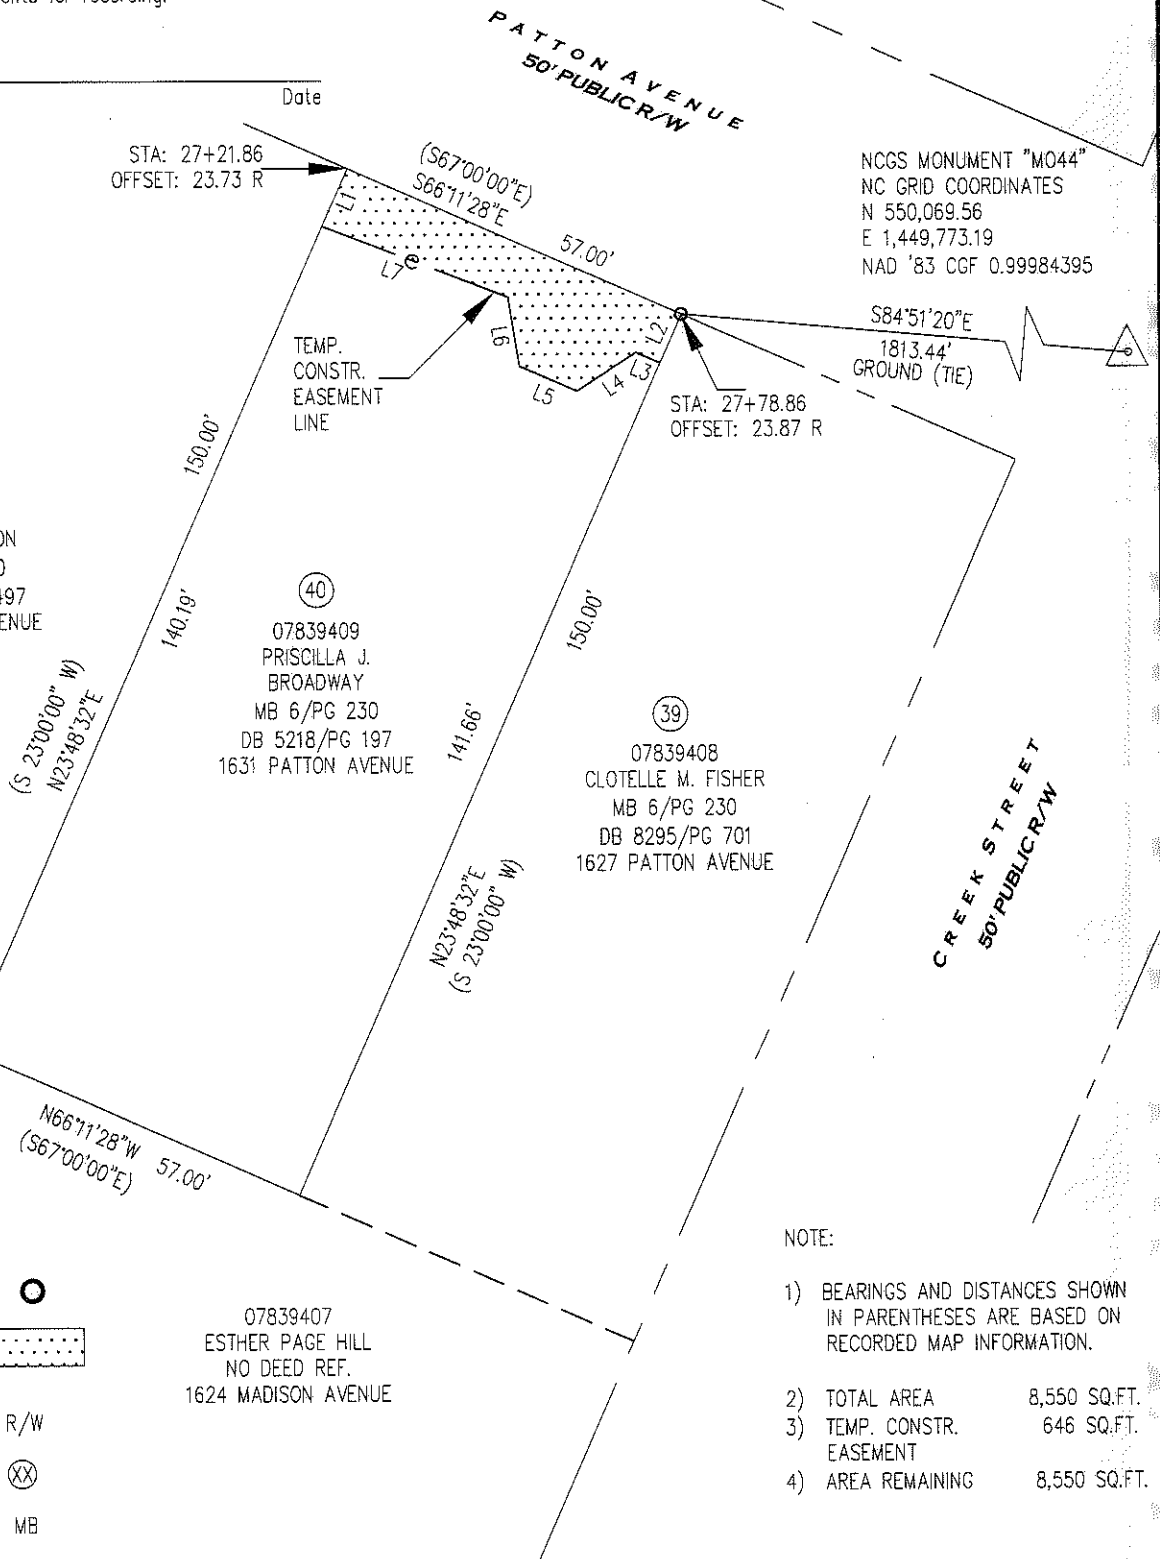 Date
PATTON AVENUE
50' PUBLIC R/W
STA: 27+21.86
OFFSET: 23.73 R
(S67°00'00"E)
S66°11'28"E
57.00'
NCGS MONUMENT "MO44"
NC GRID COORDINATES
N 550,069.56
E 1,449,773.19
NAD '83 CGF 0.99984395
L1
L7
e
L2
L6
L3
L4
L5
S84°51'20"E
1813.44'
GROUND (TIE)
TEMP.
CONSTR.
EASEMENT
LINE
STA: 27+78.86
OFFSET: 23.87 R
150.00'
140.19'
(S 23°00'00" W)
N23°48'32"E
ENUE
40
07839409
PRISCILLA J.
BROADWAY
MB 6/PG 230
DB 5218/PG 197
1631 PATTON AVENUE
150.00'
141.66'
N23°48'32"E
(S 23°00'00" W)
39
07839408
CLOTELLE M. FISHER
MB 6/PG 230
DB 8295/PG 701
1627 PATTON AVENUE
CREEK STREET
50' PUBLIC R/W
N66°11'28"W 57.00'
(S67°00'00"E)
07839407
ESTHER PAGE HILL
NO DEED REF.
1624 MADISON AVENUE
R/W
XX
MB
NOTE:
1) BEARINGS AND DISTANCES SHOWN
IN PARENTHESES ARE BASED ON
RECORDED MAP INFORMATION.
2) TOTAL AREA 8,550 SQ.FT.
3) TEMP. CONSTR. 646 SQ.FT.
EASEMENT
4) AREA REMAINING 8,550 SQ.FT.